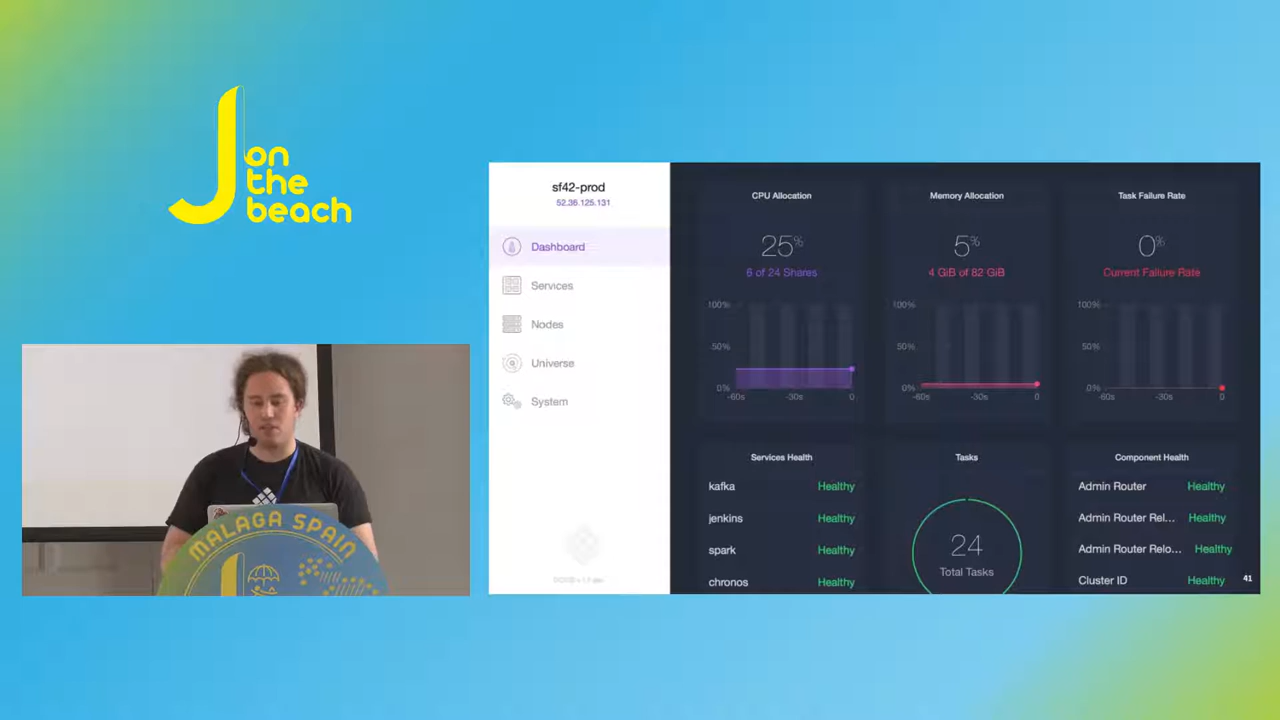 J on
the
beach
MALAGA SPAIN
sf42-prod
52.36.125.131
Dashboard
Services
Nodes
Universe
System
CPU Allocation
25%
6 of 24 Shares
100%
50%
0%
-60s
-30s
0
Memory Allocation
5%
4 GiB of 82 GiB
100%
50%
0%
-60s
-30s
0
Task Failure Rate
0%
Current Failure Rate
100%
50%
0%
-60s
-30s
0
Services Health
kafka Healthy
jenkins Healthy
spark Healthy
chronos Healthy
Tasks
24
Total Tasks
Component Health
Admin Router Healthy
Admin Router Rel... Healthy
Admin Router Relo... Healthy
Cluster ID Healthy
41